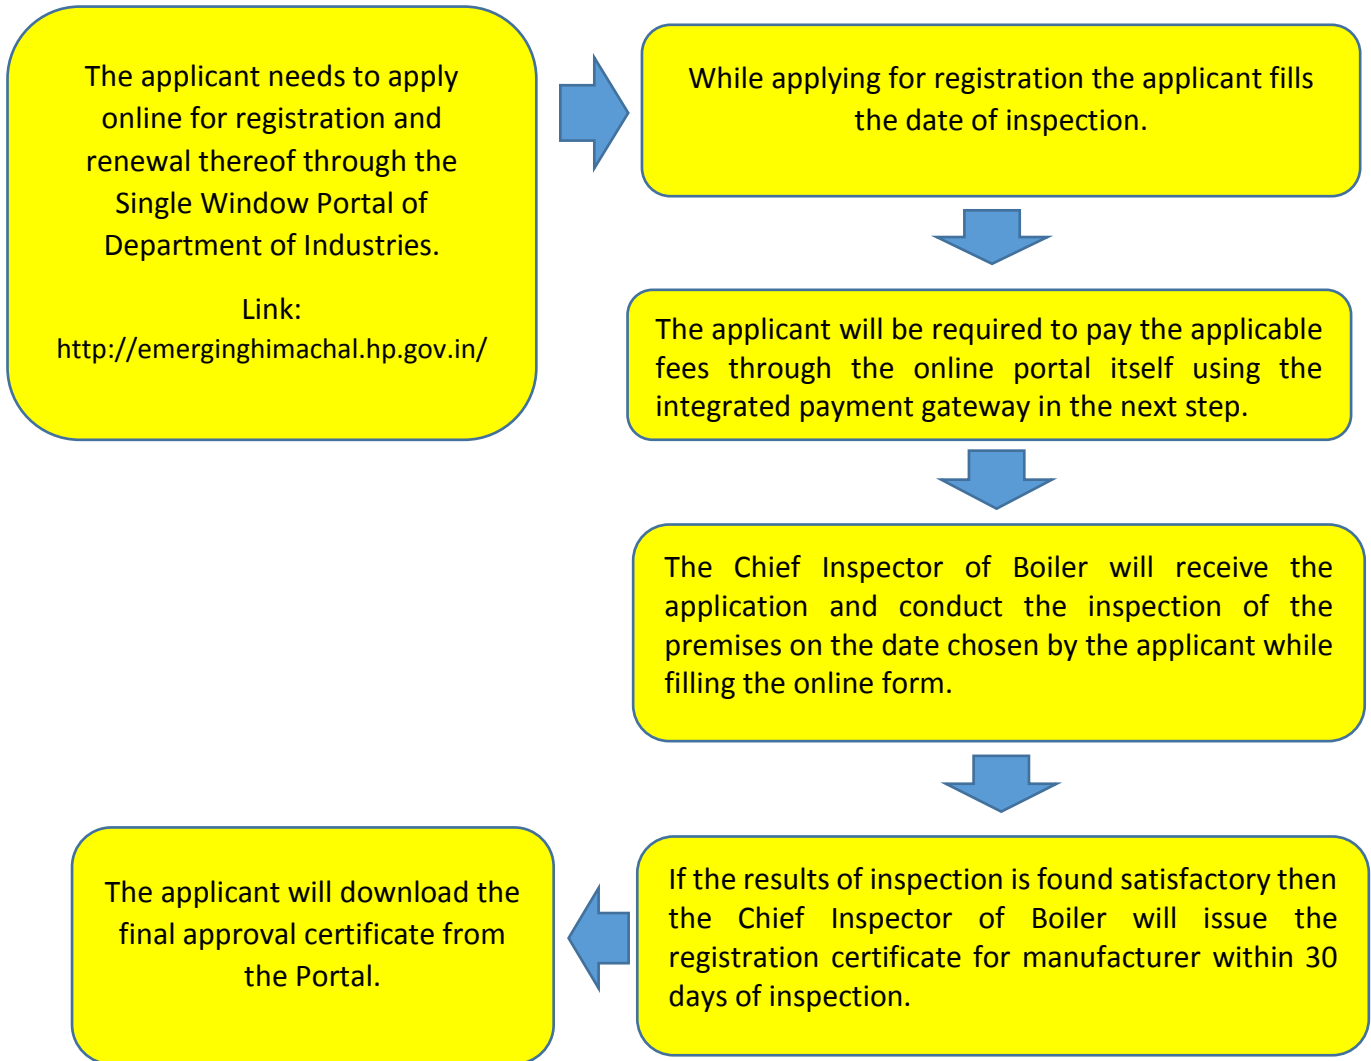 The applicant needs to apply
online for registration and
renewal thereof through the
Single Window Portal of
Department of Industries.
Link:
http://emerginghimachal.hp.gov.in/
While applying for registration the applicant fills
the date of inspection.
The applicant will be required to pay the applicable
fees through the online portal itself using the
integrated payment gateway in the next step.
The Chief Inspector of Boiler will receive the
application and conduct the inspection of the
premises on the date chosen by the applicant while
filling the online form.
If the results of inspection is found satisfactory then
the Chief Inspector of Boiler will issue the
registration certificate for manufacturer within 30
days of inspection.
The applicant will download the
final approval certificate from
the Portal.